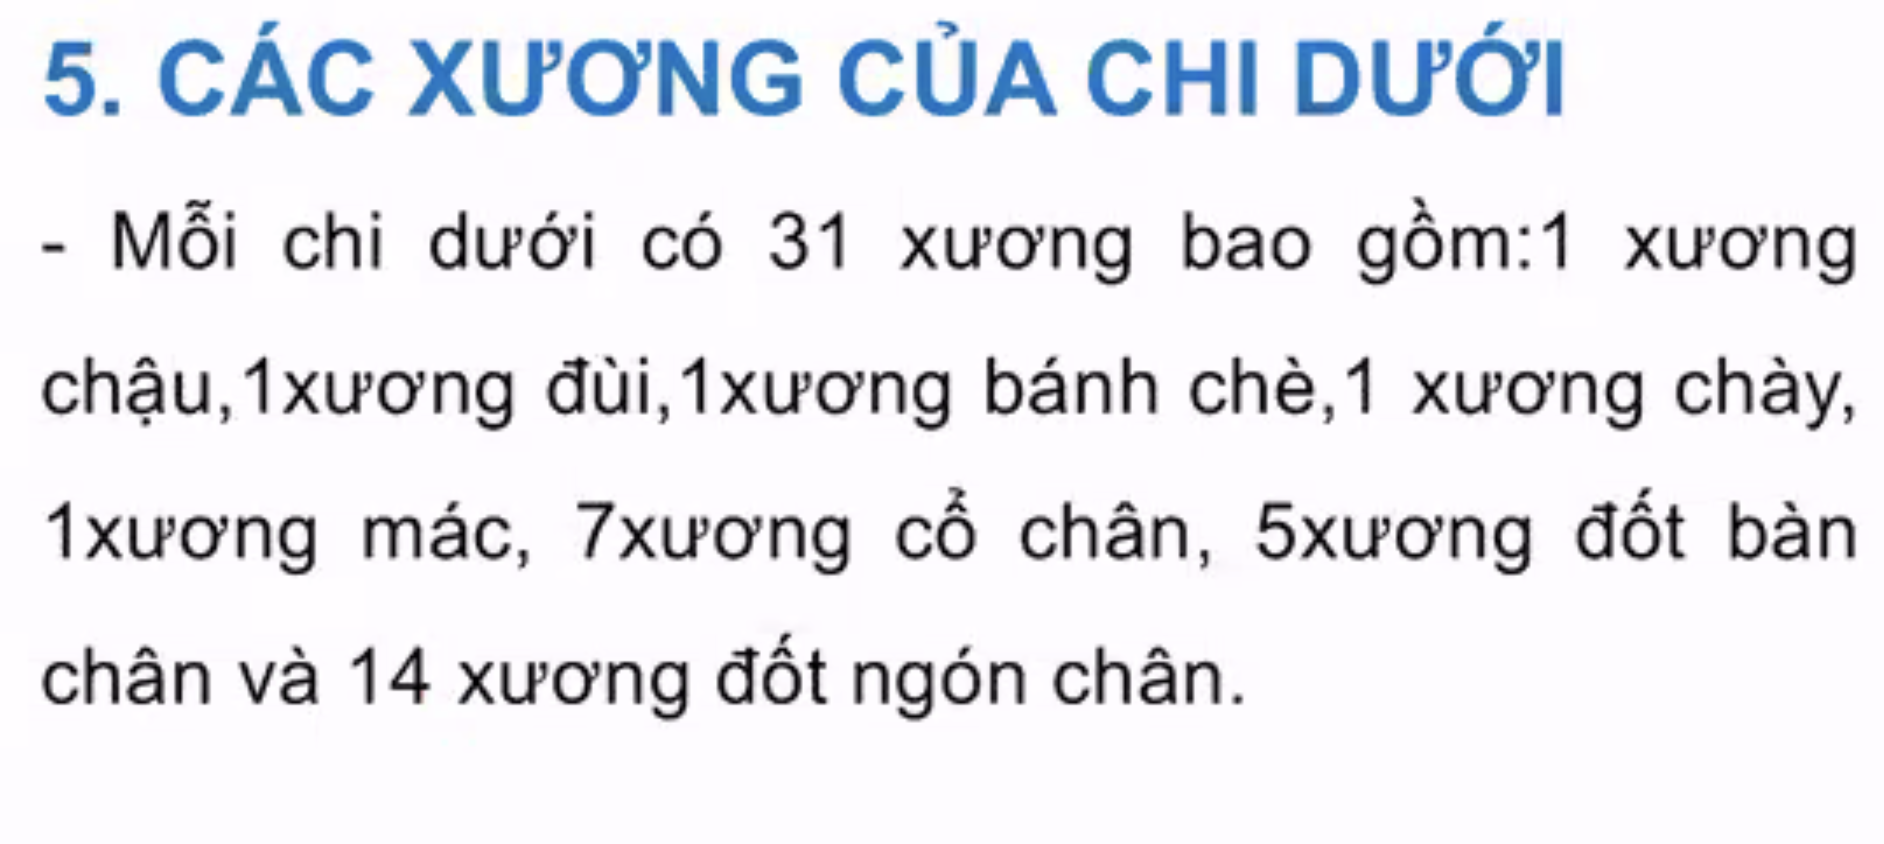 5. CÁC XƯƠNG CỦA CHI DƯỚI
- Mỗi chi dưới có 31 xương bao gồm:1 xương
chậu,1xương đùi,1xương bánh chè,1 xương chày,
1xương mác, 7xương cổ chân, 5xương đốt bàn
chân và 14 xương đốt ngón chân.